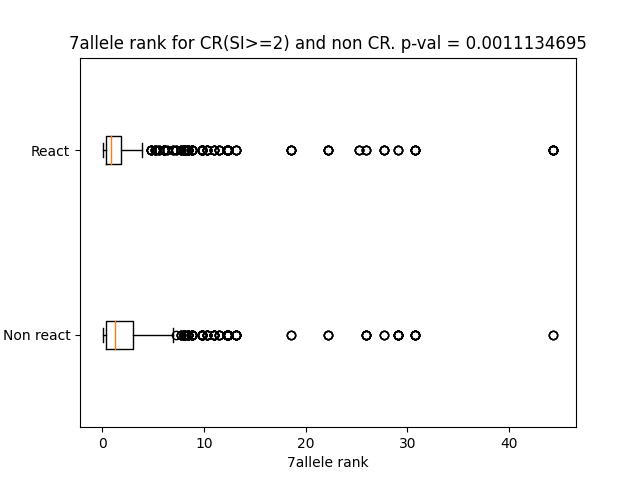 7allele rank for CR(SI>=2) and non CR. p-val = 0.0011134695
React
Non react
0 10 20 30 40
7allele rank